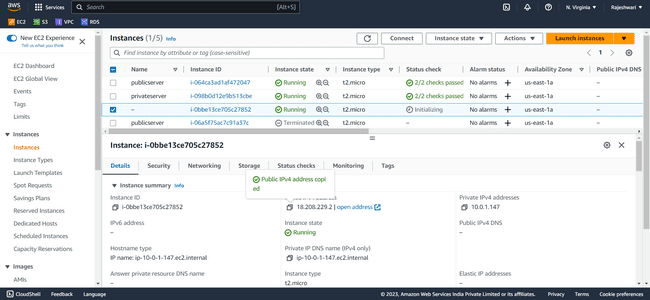 aws
Services
Search
[Alt+S]
N. Virginia
Rajeshwari
EC2
S3
VPC
RDS
New EC2 Experience
Tell us what you think
EC2 Dashboard
EC2 Global View
Events
Tags
Limits
Instances
Instances
Instance Types
Launch Templates
Spot Requests
Savings Plans
Reserved Instances
Dedicated Hosts
Scheduled Instances
Capacity Reservations
Images
AMIs
Instances (1/5) Info
Connect
Instance state
Actions
Launch instances
Find instance by attribute or tag (case-sensitive)
1
Name Instance ID Instance state Instance type Status check Alarm status Availability Zone Public IPv4 DNS
publicserver i-064ca3ad1af472047 Running t2.micro 2/2 checks passed No alarms + us-east-1a –
privateserver i-098b0d12e9b513cbe Running t2.micro 2/2 checks passed No alarms + us-east-1a –
– i-0bbe13ce705c27852 Running t2.micro Initializing No alarms + us-east-1a –
publicserver i-06a5f75ac7c91a37c Terminated t2.micro – No alarms + us-east-1a –
Instance: i-0bbe13ce705c27852
Details Security Networking Storage Status checks Monitoring Tags
Public IPv4 address copi
ed
Instance summary Info
Instance ID
i-0bbe13ce705c27852
18.208.229.2 | open address
Private IPv4 addresses
10.0.1.147
IPv6 address
–
Instance state
Running
Public IPv4 DNS
–
Hostname type
IP name: ip-10-0-1-147.ec2.internal
Private IP DNS name (IPv4 only)
ip-10-0-1-147.ec2.internal
Answer private resource DNS name
–
Instance type
t2.micro
Elastic IP addresses
–
CloudShell
Feedback
Language
© 2023, Amazon Web Services India Private Limited or its affiliates.
Privacy
Terms
Cookie preferences